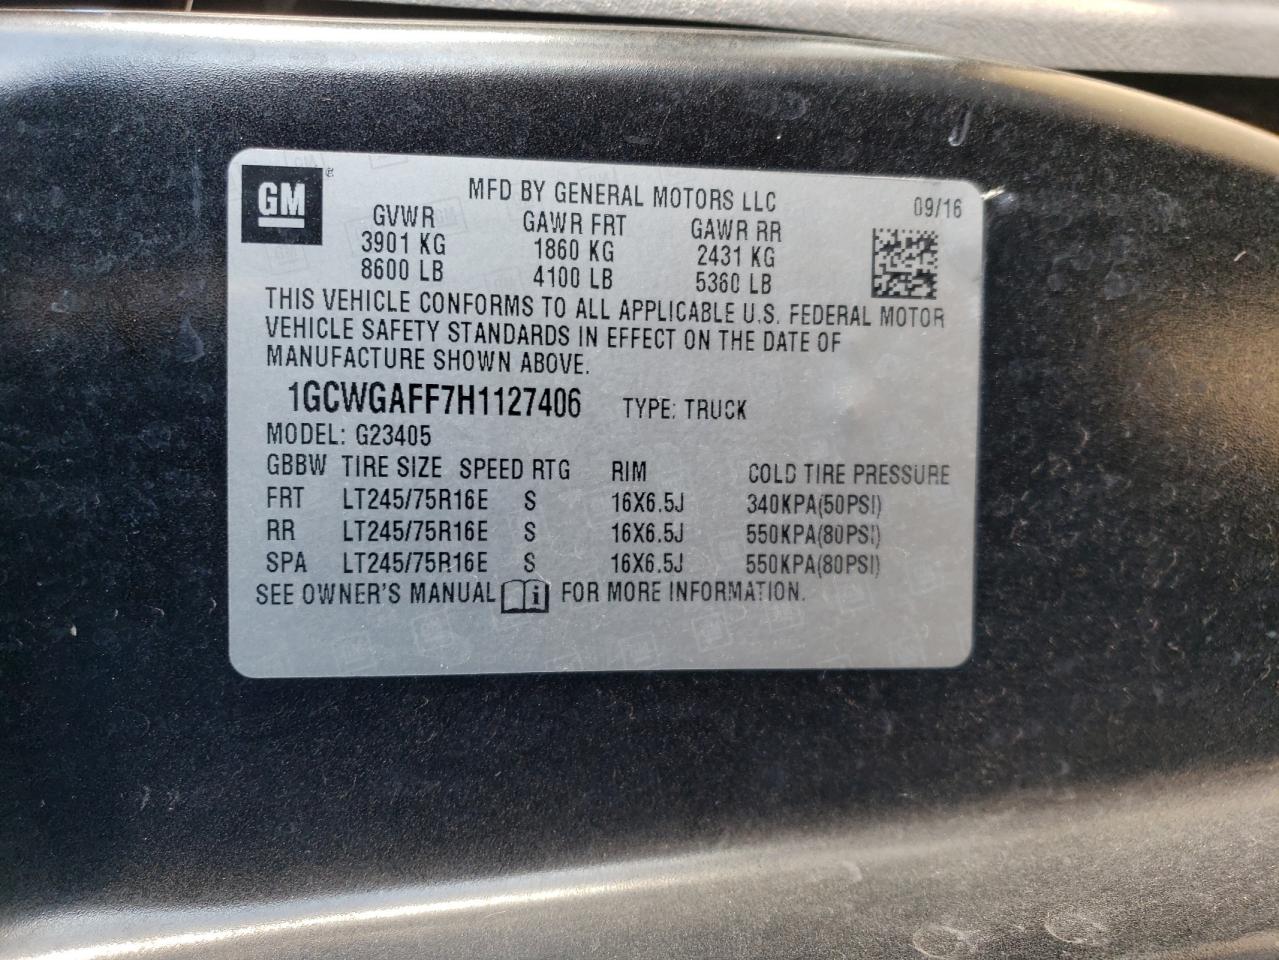 GM ®
MFD BY GENERAL MOTORS LLC 09/16
GVWR GAWR FRT GAWR RR
3901 KG 1860 KG 2431 KG
8600 LB 4100 LB 5360 LB
THIS VEHICLE CONFORMS TO ALL APPLICABLE U.S. FEDERAL MOTOR
VEHICLE SAFETY STANDARDS IN EFFECT ON THE DATE OF
MANUFACTURE SHOWN ABOVE.
1GCWGAFF7H1127406 TYPE: TRUCK
MODEL: G23405
GBBW TIRE SIZE SPEED RTG RIM COLD TIRE PRESSURE
FRT LT245/75R16E S 16X6.5J 340KPA(50PSI)
RR LT245/75R16E S 16X6.5J 550KPA(80PSI)
SPA LT245/75R16E S 16X6.5J 550KPA(80PSI)
SEE OWNER'S MANUAL i FOR MORE INFORMATION.